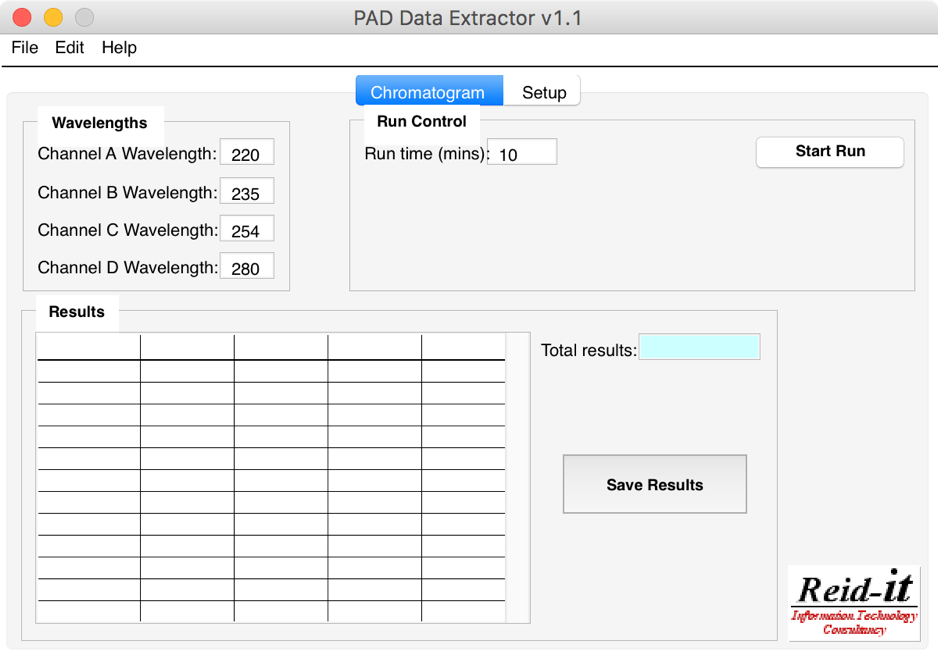 PAD Data Extractor v1.1
File Edit Help
Chromatogram Setup
Wavelengths
Channel A Wavelength: 220
Channel B Wavelength: 235
Channel C Wavelength: 254
Channel D Wavelength: 280
Run Control
Run time (mins): 10
Start Run
Results
Total results:
Save Results
Reid-it
Information Technology
Consultancy